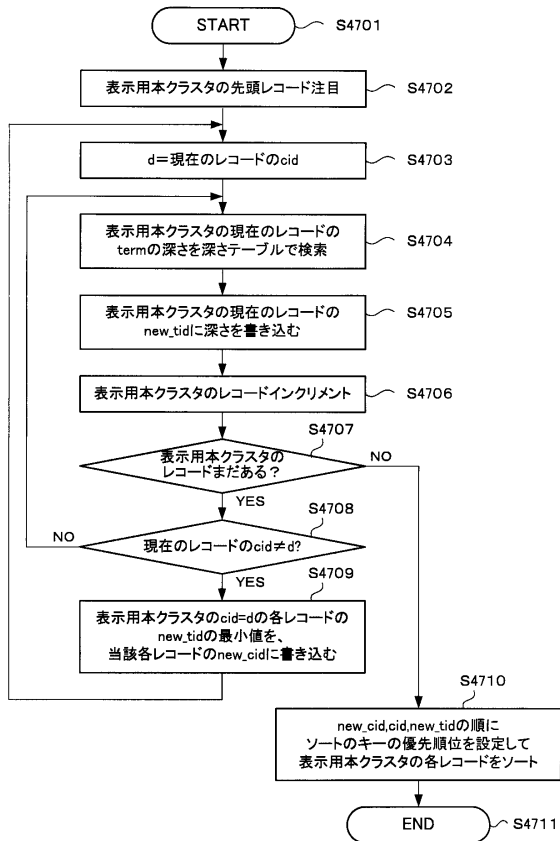 START
S4701
表示用本クラスタの先頭レコード注目
S4702
d=現在のレコードのcid
S4703
表示用本クラスタの現在のレコードの
termの深さを深さテーブルで検索
S4704
表示用本クラスタの現在のレコードの
new_tidに深さを書き込む
S4705
表示用本クラスタのレコードインクリメント
S4706
S4707
表示用本クラスタの
レコードまだある?
NO
YES
S4708
NO
現在のレコードのcid≠d?
YES
S4709
表示用本クラスタのcid=dの各レコードの
new_tidの最小値を、
当該各レコードのnew_cidに書き込む
S4710
new_cid,cid,new_tidの順に
ソートのキーの優先順位を設定して
表示用本クラスタの各レコードをソート
END
S4711